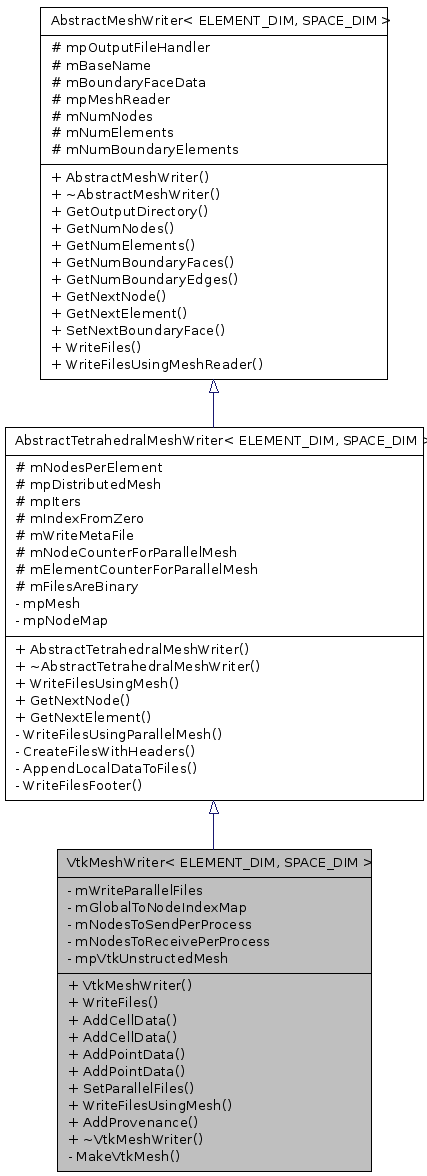 AbstractMeshWriter< ELEMENT_DIM, SPACE_DIM >
# mpOutputFileHandler
# mBaseName
# mBoundaryFaceData
# mpMeshReader
# mNumNodes
# mNumElements
# mNumBoundaryElements
+ AbstractMeshWriter()
+ ~AbstractMeshWriter()
+ GetOutputDirectory()
+ GetNumNodes()
+ GetNumElements()
+ GetNumBoundaryFaces()
+ GetNumBoundaryEdges()
+ GetNextNode()
+ GetNextElement()
+ SetNextBoundaryFace()
+ WriteFiles()
+ WriteFilesUsingMeshReader()
AbstractTetrahedralMeshWriter< ELEMENT_DIM, SPACE_DIM >
# mNodesPerElement
# mpDistributedMesh
# mpIters
# mIndexFromZero
# mWriteMetaFile
# mNodeCounterForParallelMesh
# mElementCounterForParallelMesh
# mFilesAreBinary
- mpMesh
- mpNodeMap
+ AbstractTetrahedralMeshWriter()
+ ~AbstractTetrahedralMeshWriter()
+ WriteFilesUsingMesh()
+ GetNextNode()
+ GetNextElement()
- WriteFilesUsingParallelMesh()
- CreateFilesWithHeaders()
- AppendLocalDataToFiles()
- WriteFilesFooter()
VtkMeshWriter< ELEMENT_DIM, SPACE_DIM >
- mWriteParallelFiles
- mGlobalToNodeIndexMap
- mNodesToSendPerProcess
- mNodesToReceivePerProcess
- mpVtkUnstructedMesh
+ VtkMeshWriter()
+ WriteFiles()
+ AddCellData()
+ AddCellData()
+ AddPointData()
+ AddPointData()
+ SetParallelFiles()
+ WriteFilesUsingMesh()
+ AddProvenance()
+ ~VtkMeshWriter()
- MakeVtkMesh()